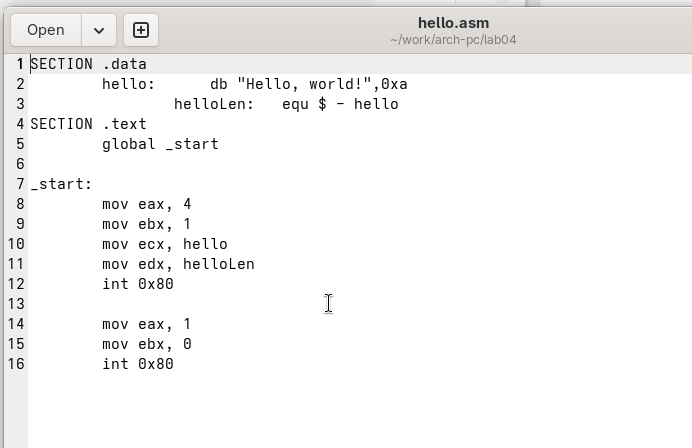 Open
hello.asm
~/work/arch-pc/lab04
1 SECTION .data
2         hello:      db "Hello, world!",0xa
3                 helloLen:   equ $ - hello
4 SECTION .text
5         global _start
6
7 _start:
8         mov eax, 4
9         mov ebx, 1
10         mov ecx, hello
11         mov edx, helloLen
12         int 0x80
13
14         mov eax, 1
15         mov ebx, 0
16         int 0x80